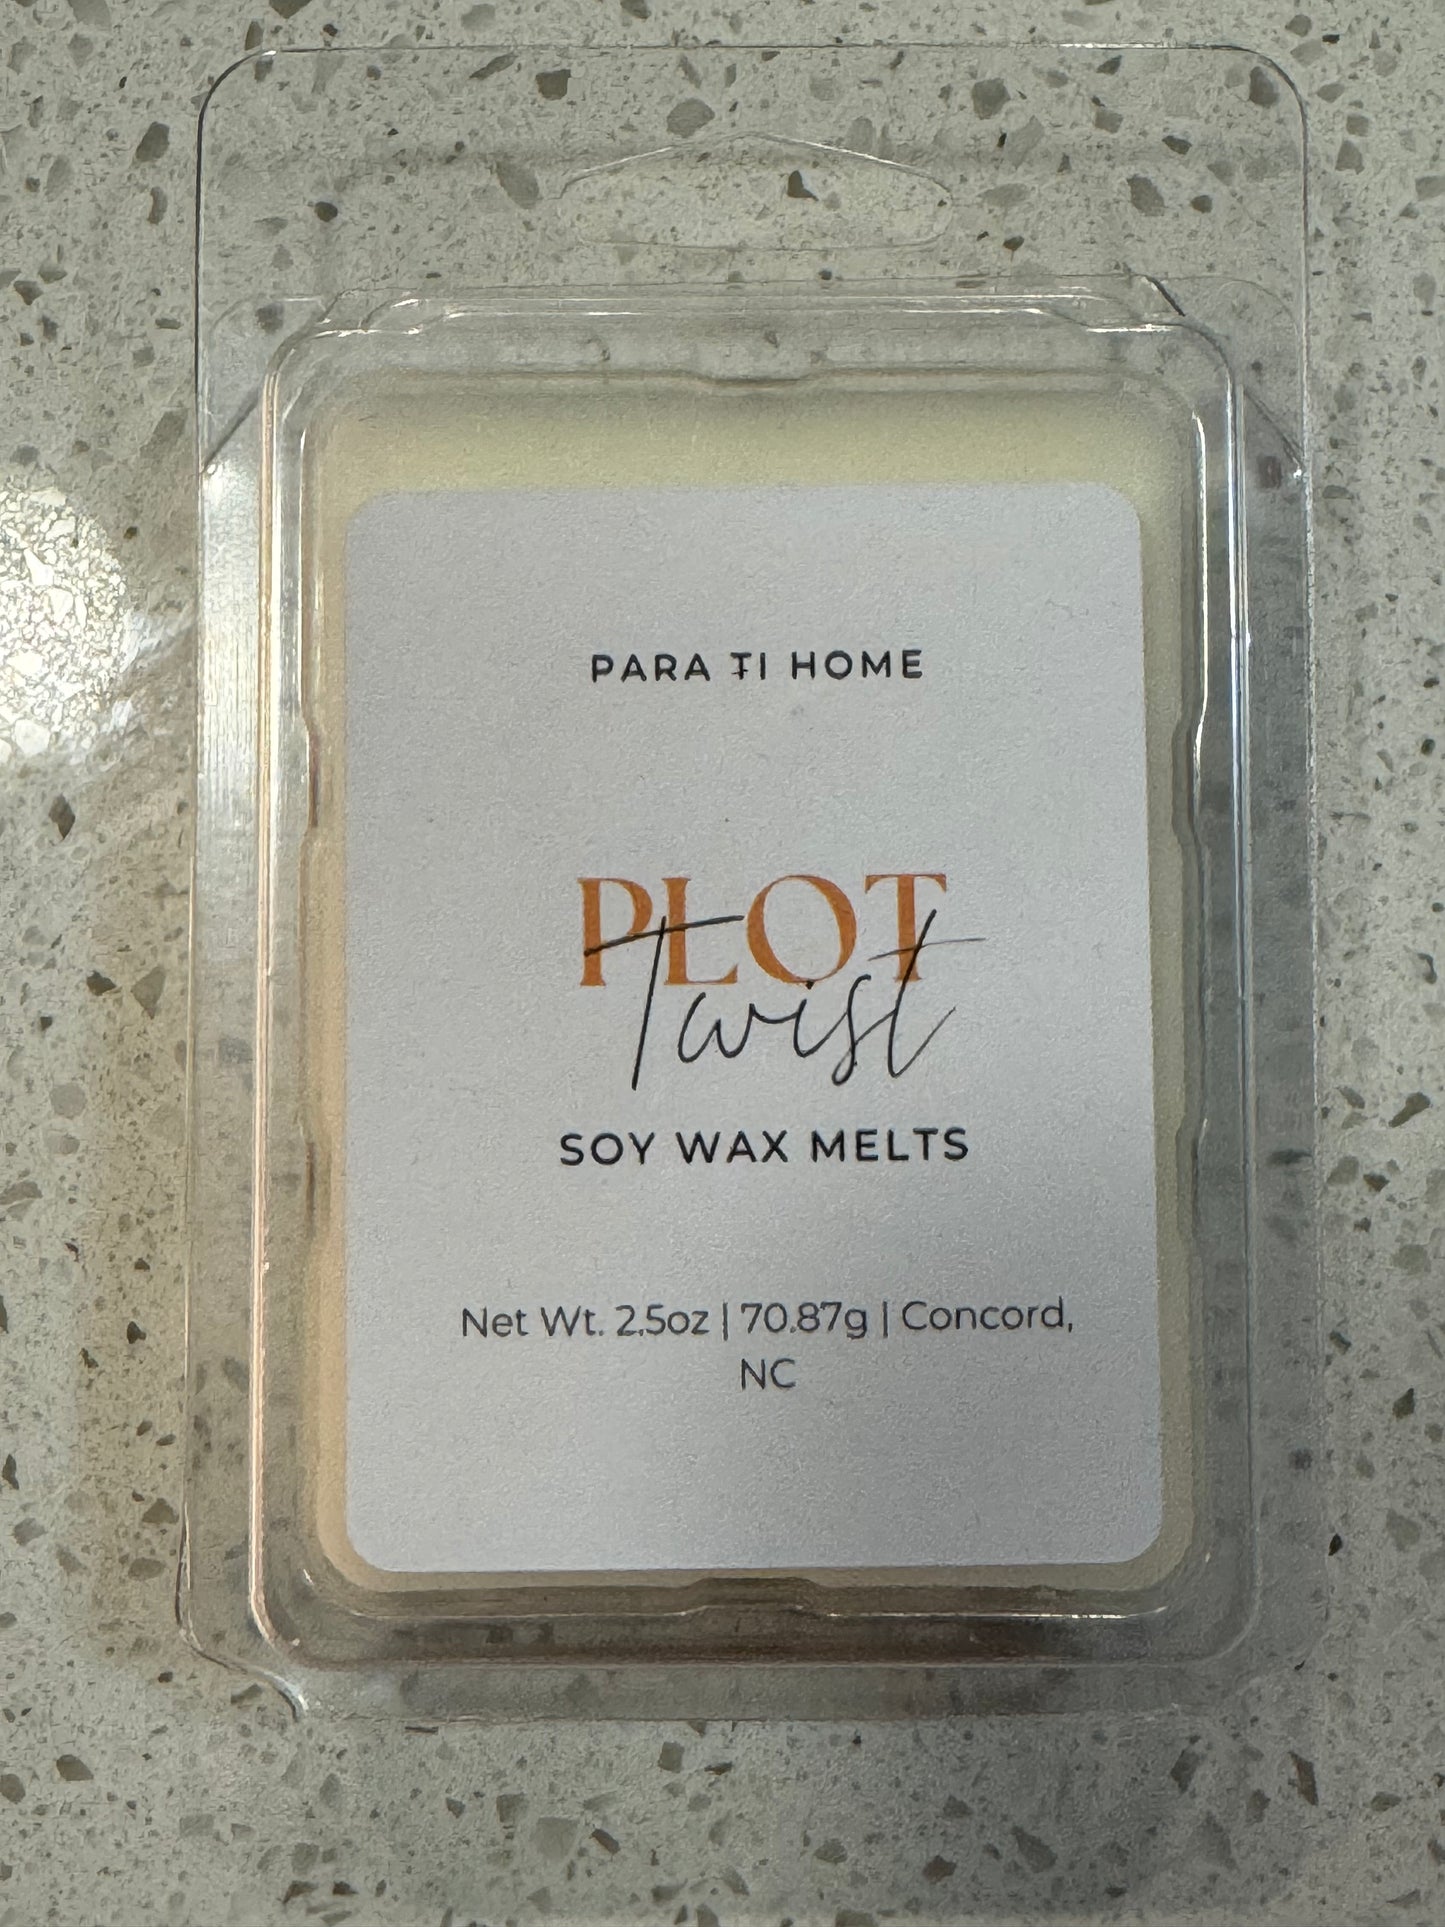 PARA TI HOME
PLOT
Twist
SOY WAX MELTS
Net Wt. 2.5oz | 70.87g | Concord,
NC